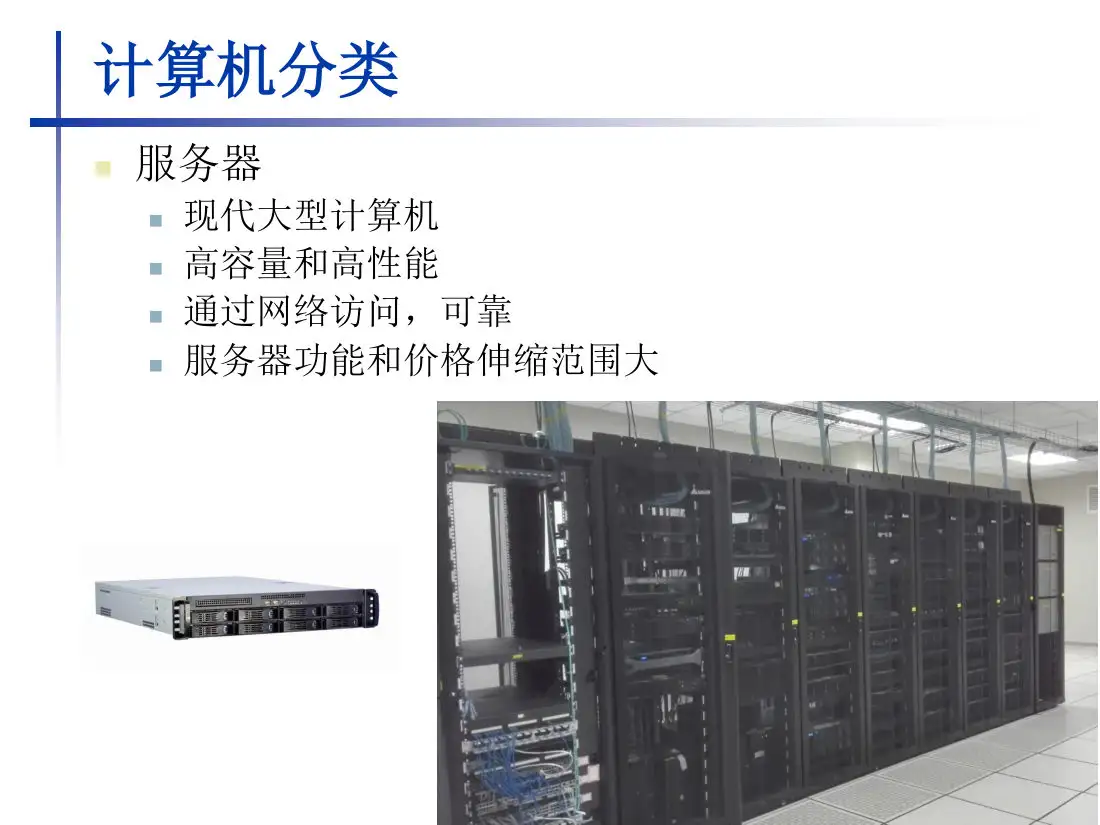 计算机分类
服务器
现代大型计算机
高容量和高性能
通过网络访问，可靠
服务器功能和价格伸缩范围大